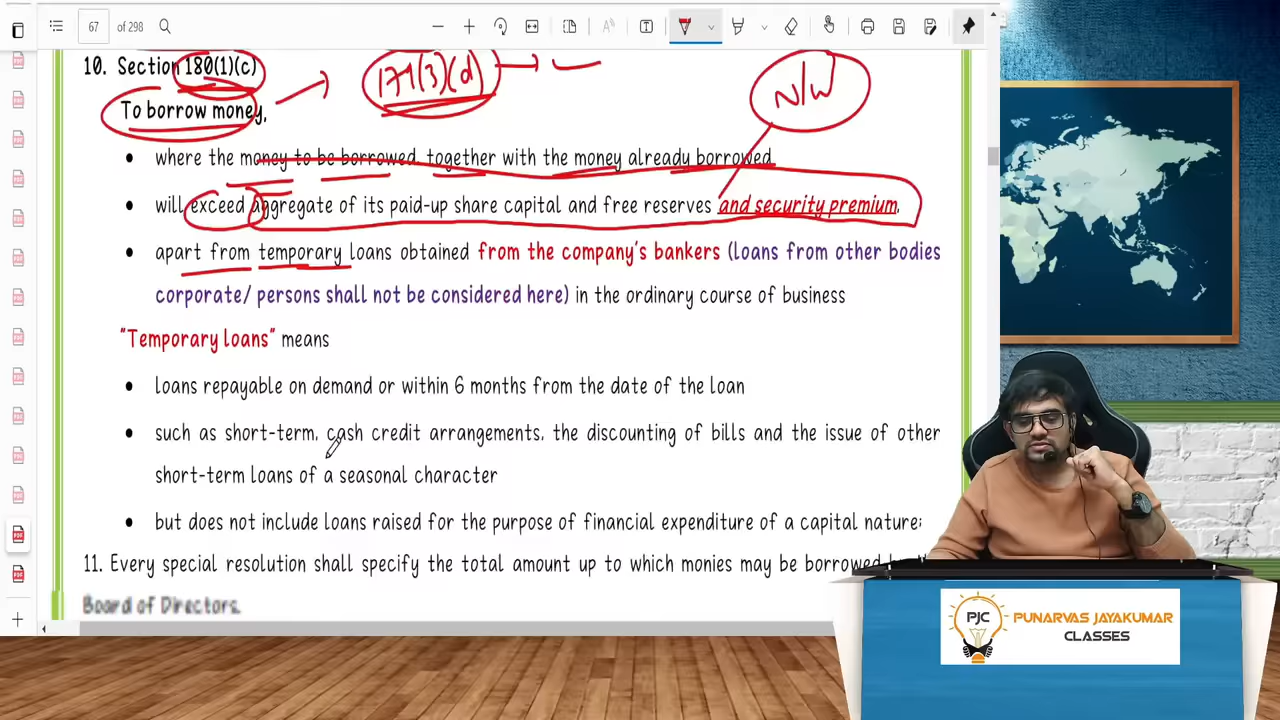 67 of 298
10. Section 180(1)(c)
179(3)(d)
N/W
To borrow money,
• where the money to be borrowed, together with the money already borrowed
• will exceed aggregate of its paid-up share capital and free reserves and security premium,
• apart from temporary loans obtained from the company's bankers (loans from other bodies
corporate/ persons shall not be considered here) in the ordinary course of business
"Temporary loans" means
• loans repayable on demand or within 6 months from the date of the loan
• such as short-term, cash credit arrangements, the discounting of bills and the issue of other
short-term loans of a seasonal character
• but does not include loans raised for the purpose of financial expenditure of a capital nature;
11. Every special resolution shall specify the total amount up to which monies may be borrowed
Board of Directors.
PJC
PUNARVAS JAYAKUMAR
CLASSES